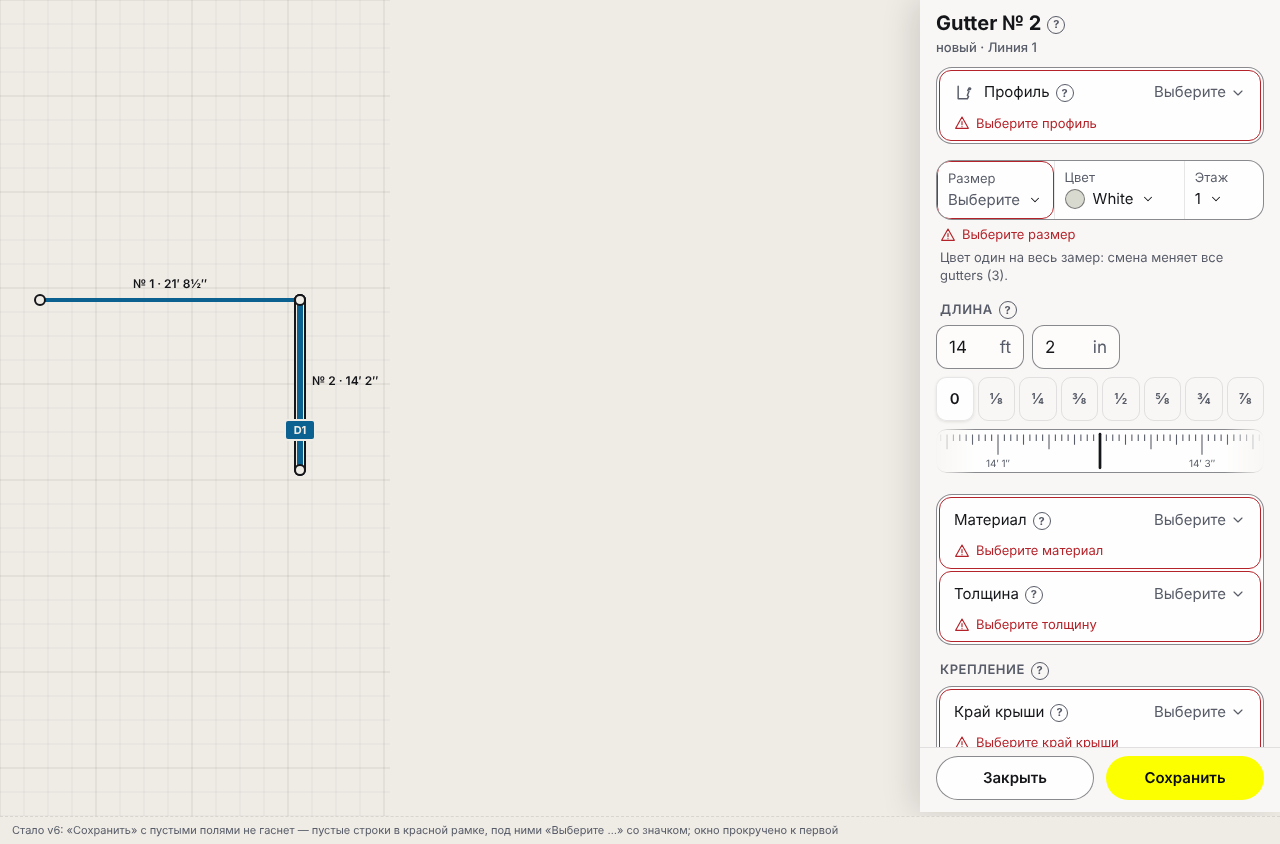 Gutter № 2 ?
новый · Линия 1
Профиль ? Выберите
Выберите профиль
Размер Цвет Этаж
Выберите White 1
Выберите размер
Цвет один на весь замер: смена меняет все
gutters (3).
ДЛИНА ?
14 ft 2 in
0 ⅛ ¼ ⅜ ½ ⅝ ¾ ⅞
14′ 1″ 14′ 3″
Материал ? Выберите
Выберите материал
Толщина ? Выберите
Выберите толщину
КРЕПЛЕНИЕ ?
Край крыши ? Выберите
Выберите край крыши
Закрыть Сохранить
№ 1 · 21′ 8½″
№ 2 · 14′ 2″
D1
Стало v6: «Сохранить» с пустыми полями не гаснет — пустые строки в красной рамке, под ними «Выберите ...» со значком; окно прокручено к первой